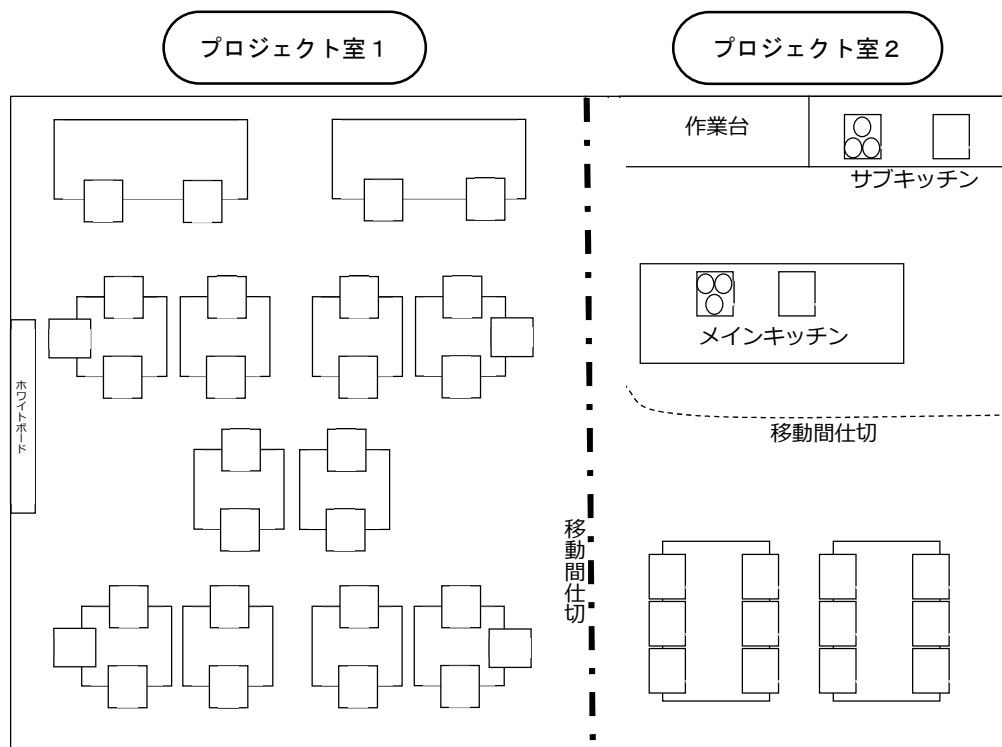 プロジェクト室１
プロジェクト室２
作業台
サブキッチン
メインキッチン
ホワイトボード
移動間仕切
移動間仕切